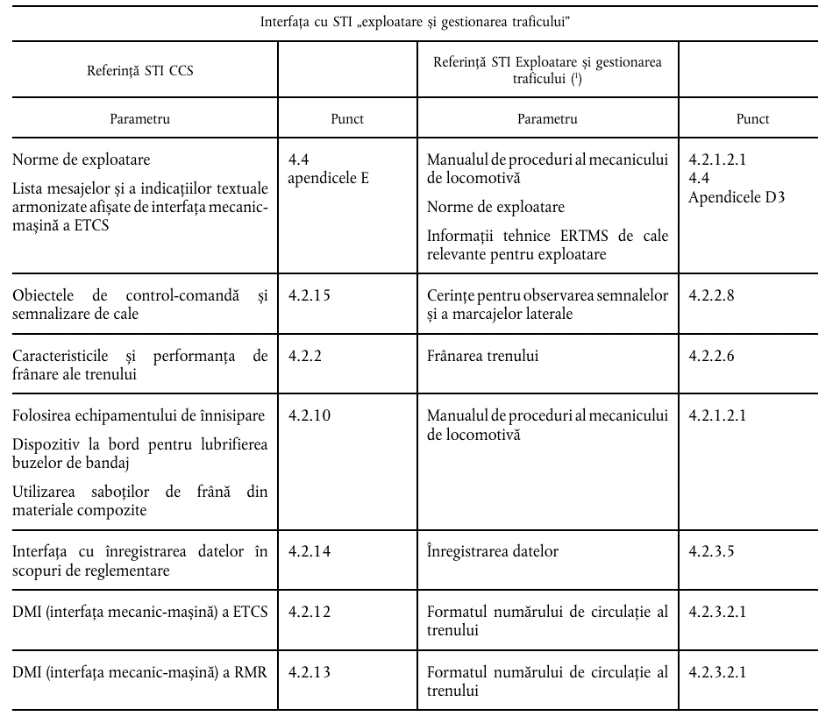 Interfața cu STI „exploatare și gestionarea traficului”
Referință STI CCS
Referință STI Exploatare și gestionarea
traficului (¹)
Parametru
Punct
Parametru
Punct
Norme de exploatare
Lista mesajelor și a indicațiilor textuale
armonizate afișate de interfața mecanic-
mașină a ETCS
4.4
apendicele E
Manualul de proceduri al mecanicului
de locomotivă
Norme de exploatare
Informații tehnice ERTMS de cale
relevante pentru exploatare
4.2.1.2.1
4.4
Apendicele D3
Obiectele de control-comandă și
semnalizare de cale
4.2.15
Cerințe pentru observarea semnalelor
și a marcajelor laterale
4.2.2.8
Caracteristicile și performanța de
frânare ale trenului
4.2.2
Frânarea trenului
4.2.2.6
Folosirea echipamentului de înnisipare
Dispozitiv la bord pentru lubrifierea
buzelor de bandaj
Utilizarea saboților de frână din
materiale compozite
4.2.10
Manualul de proceduri al mecanicului
de locomotivă
4.2.1.2.1
Interfața cu înregistrarea datelor în
scopuri de reglementare
4.2.14
Înregistrarea datelor
4.2.3.5
DMI (interfața mecanic-mașină) a ETCS
4.2.12
Formatul numărului de circulație al
trenului
4.2.3.2.1
DMI (interfața mecanic-mașină) a RMR
4.2.13
Formatul numărului de circulație al
trenului
4.2.3.2.1